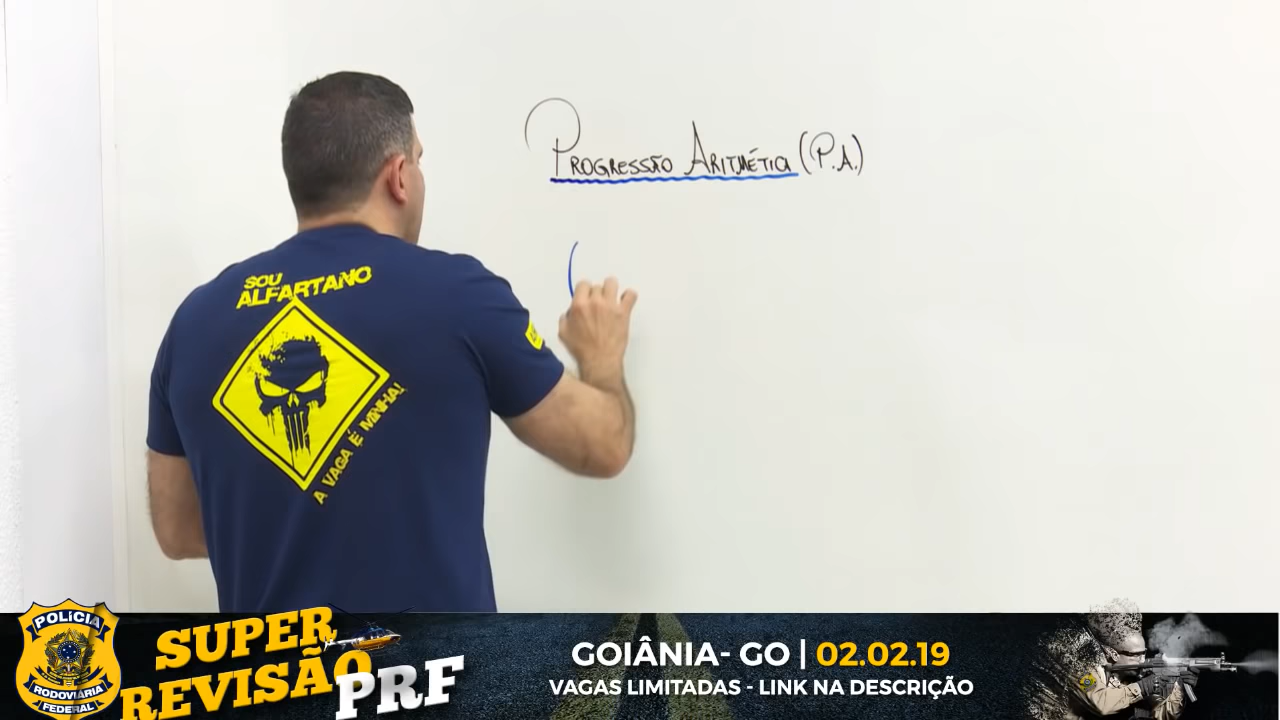 PROGRESSÃO ARITMÉTICA (P.A.)
SOU
ALFARTANO
A VAGA É MINHA!
POLÍCIA
RODOVIÁRIA
FEDERAL
SUPER
REVISÃO
PRF
GOIÂNIA- GO | 02.02.19
VAGAS LIMITADAS - LINK NA DESCRIÇÃO